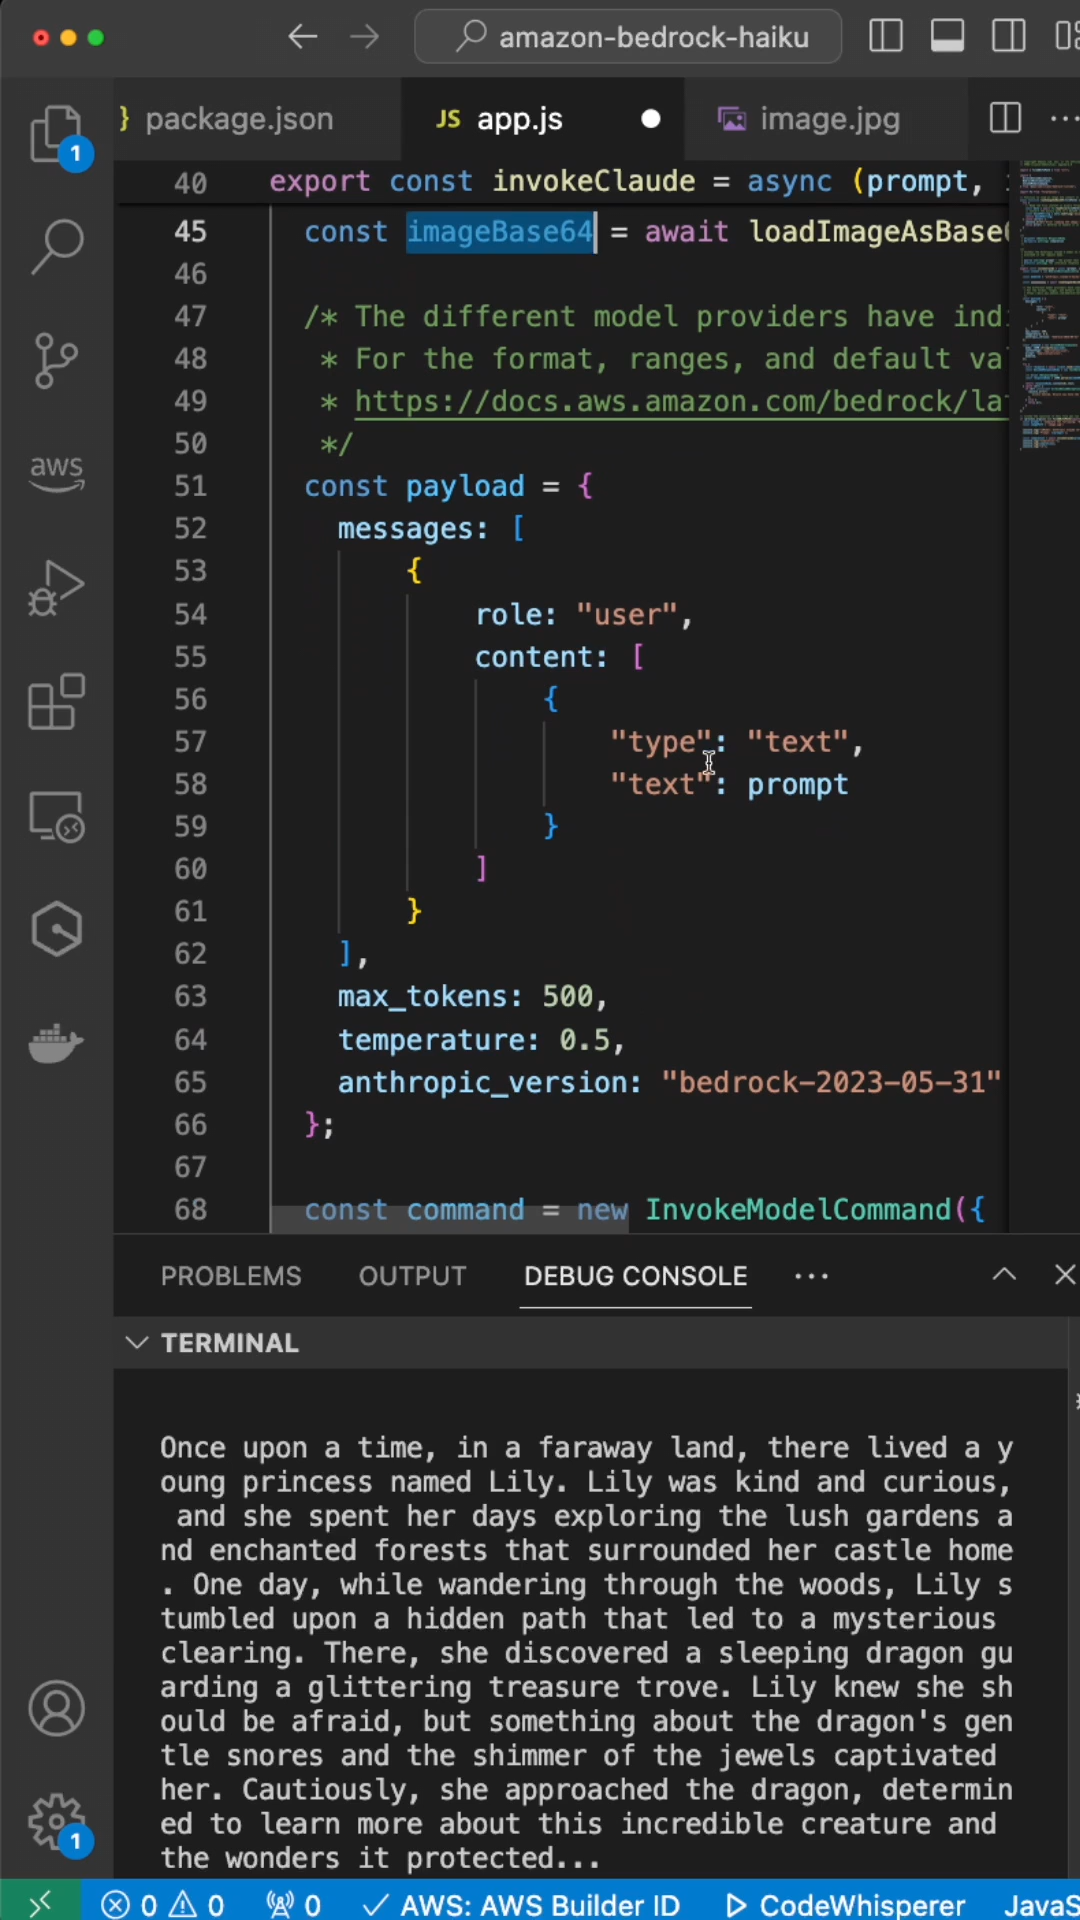 amazon-bedrock-haiku
} package.json
JS app.js
image.jpg
1
40 export const invokeClaude = async (prompt,
45 const imageBase64 = await loadImageAsBase6
46
47 /* The different model providers have ind
48 * For the format, ranges, and default va
49 * https://docs.aws.amazon.com/bedrock/la
50 */
51 const payload = {
52 messages: [
53 {
54 role: "user",
55 content: [
56 {
57 "type": "text",
58 "text": prompt
59 }
60 ]
61 }
62 ],
63 max_tokens: 500,
64 temperature: 0.5,
65 anthropic_version: "bedrock-2023-05-31"
66 };
67
68 const command = new InvokeModelCommand({
aws
PROBLEMS OUTPUT DEBUG CONSOLE ...
TERMINAL
Once upon a time, in a faraway land, there lived a y
oung princess named Lily. Lily was kind and curious,
and she spent her days exploring the lush gardens a
nd enchanted forests that surrounded her castle home
. One day, while wandering through the woods, Lily s
tumbled upon a hidden path that led to a mysterious
clearing. There, she discovered a sleeping dragon gu
arding a glittering treasure trove. Lily knew she sh
ould be afraid, but something about the dragon's gen
tle snores and the shimmer of the jewels captivated
her. Cautiously, she approached the dragon, determin
ed to learn more about this incredible creature and
the wonders it protected...
1
0 0 0 AWS: AWS Builder ID CodeWhisperer JavaS